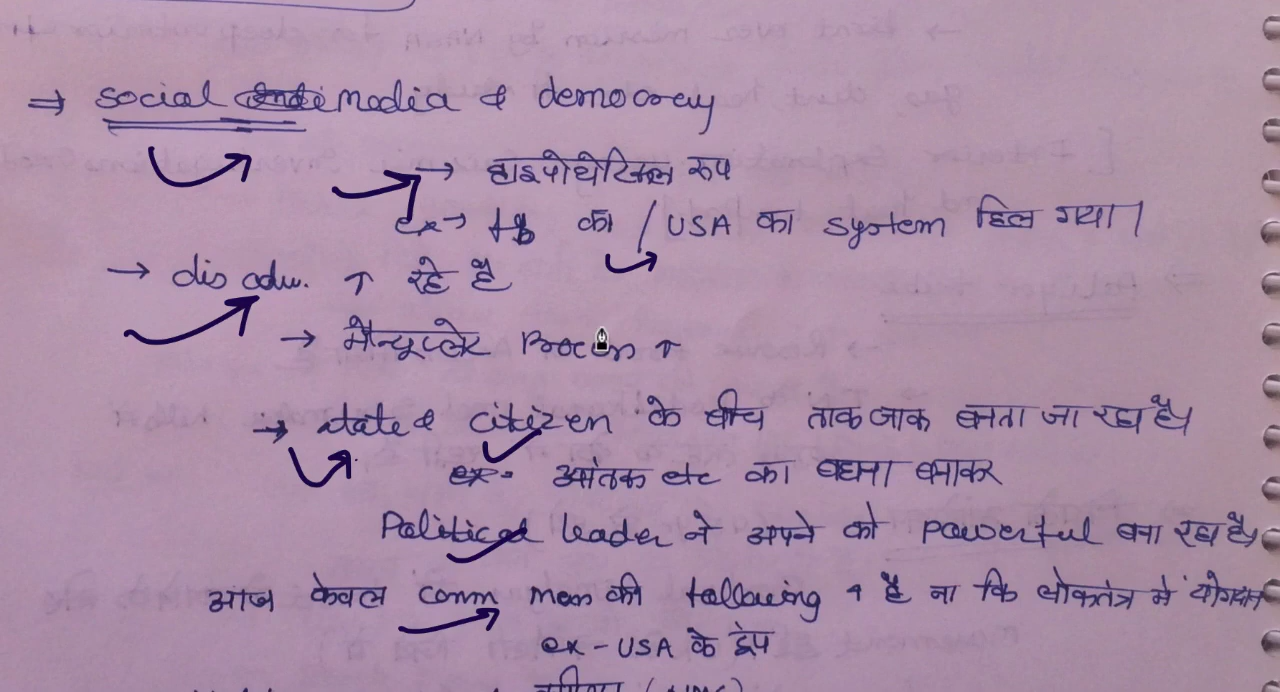 ⇒ social media & democracy
→ हाइपोथेटिकल रुप
ex → fb का / USA का system हिल गया।
→ dis adv. ↑ रहे है
→ मैन्यूप्लेट Process ↑
→ state & citizen के बीच ताकजाक बनता जा रहा है।
ex- आंतक etc का बहाना बनाकर
Political leader ने अपने को powerful बना रहा है।
आज केवल comm man की following ↑ है ना कि लोकतंत्र में योगदान
ex - USA के